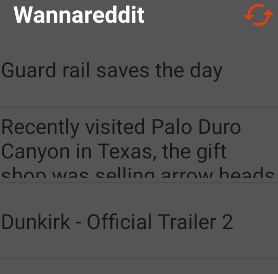 Wannareddit
Guard rail saves the day
Recently visited Palo Duro
Canyon in Texas, the gift
shop was selling arrow heads
Dunkirk - Official Trailer 2